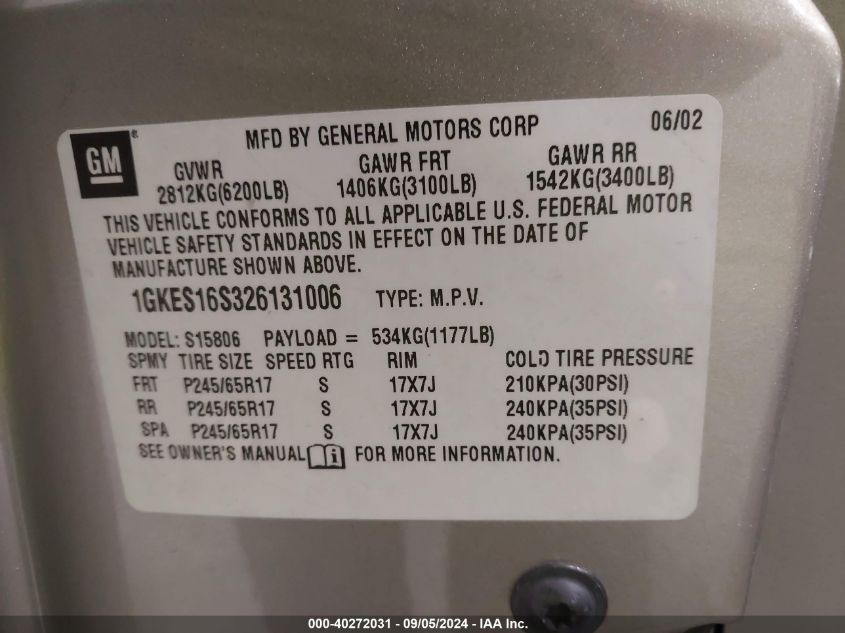 GM® MFD BY GENERAL MOTORS CORP 06/02
GVWR GAWR FRT GAWR RR
2812KG(6200LB) 1406KG(3100LB) 1542KG(3400LB)
THIS VEHICLE CONFORMS TO ALL APPLICABLE U.S. FEDERAL MOTOR
VEHICLE SAFETY STANDARDS IN EFFECT ON THE DATE OF
MANUFACTURE SHOWN ABOVE.
1GKES16S326131006 TYPE: M.P.V.
MODEL: S15806 PAYLOAD = 534KG(1177LB)
SPMY TIRE SIZE SPEED RTG RIM COLD TIRE PRESSURE
FRT P245/65R17 S 17X7J 210KPA(30PSI)
RR P245/65R17 S 17X7J 240KPA(35PSI)
SPA P245/65R17 S 17X7J 240KPA(35PSI)
SEE OWNER'S MANUAL i FOR MORE INFORMATION.
000-40272031 - 09/05/2024 - IAA Inc.